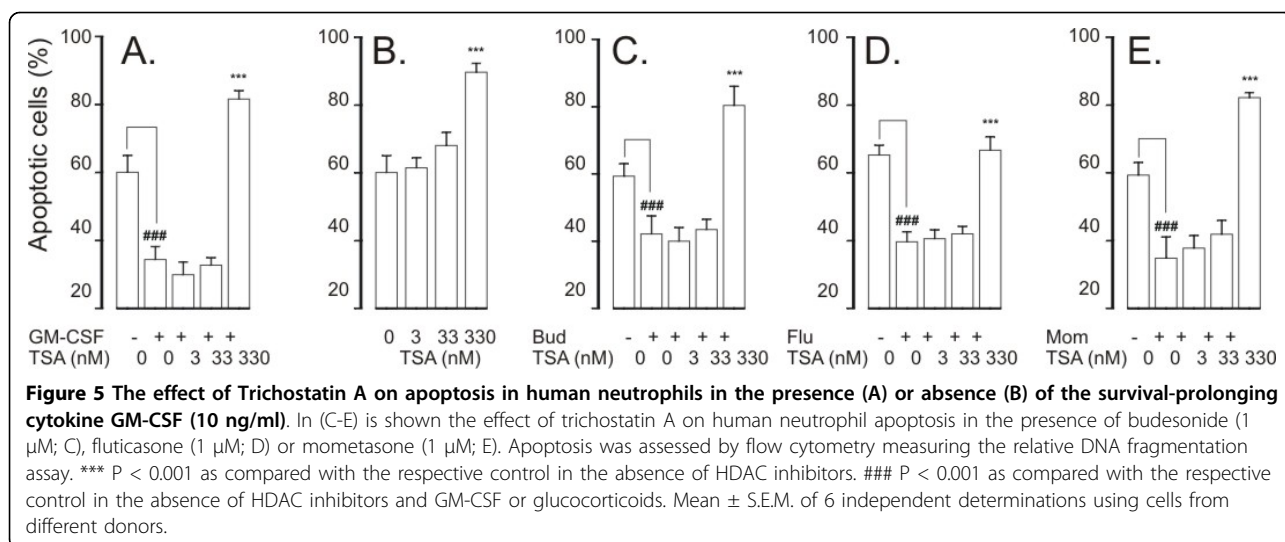 A. B. C. D. E.
Apoptotic cells (%)
100 100 100 100 100
80 80 80 80 80
60 60 60 60 60
40 40 40 40 40
20 20 20 20 20
*** *** *** *** ***
### ### ### ###
GM-CSF - + + + + 0 3 33 330 Bud - + + + + Flu - + + + + Mom - + + + +
TSA (nM) 0 0 3 33 330 TSA (nM) TSA (nM) 0 0 3 33 330 TSA (nM) 0 0 3 33 330 TSA (nM) 0 0 3 33 330
Figure 5 The effect of Trichostatin A on apoptosis in human neutrophils in the presence (A) or absence (B) of the survival-prolonging
cytokine GM-CSF (10 ng/ml). In (C-E) is shown the effect of trichostatin A on human neutrophil apoptosis in the presence of budesonide (1
μM; C), fluticasone (1 μM; D) or mometasone (1 μM; E). Apoptosis was assessed by flow cytometry measuring the relative DNA fragmentation
assay. *** P < 0.001 as compared with the respective control in the absence of HDAC inhibitors. ### P < 0.001 as compared with the respective
control in the absence of HDAC inhibitors and GM-CSF or glucocorticoids. Mean ± S.E.M. of 6 independent determinations using cells from
different donors.